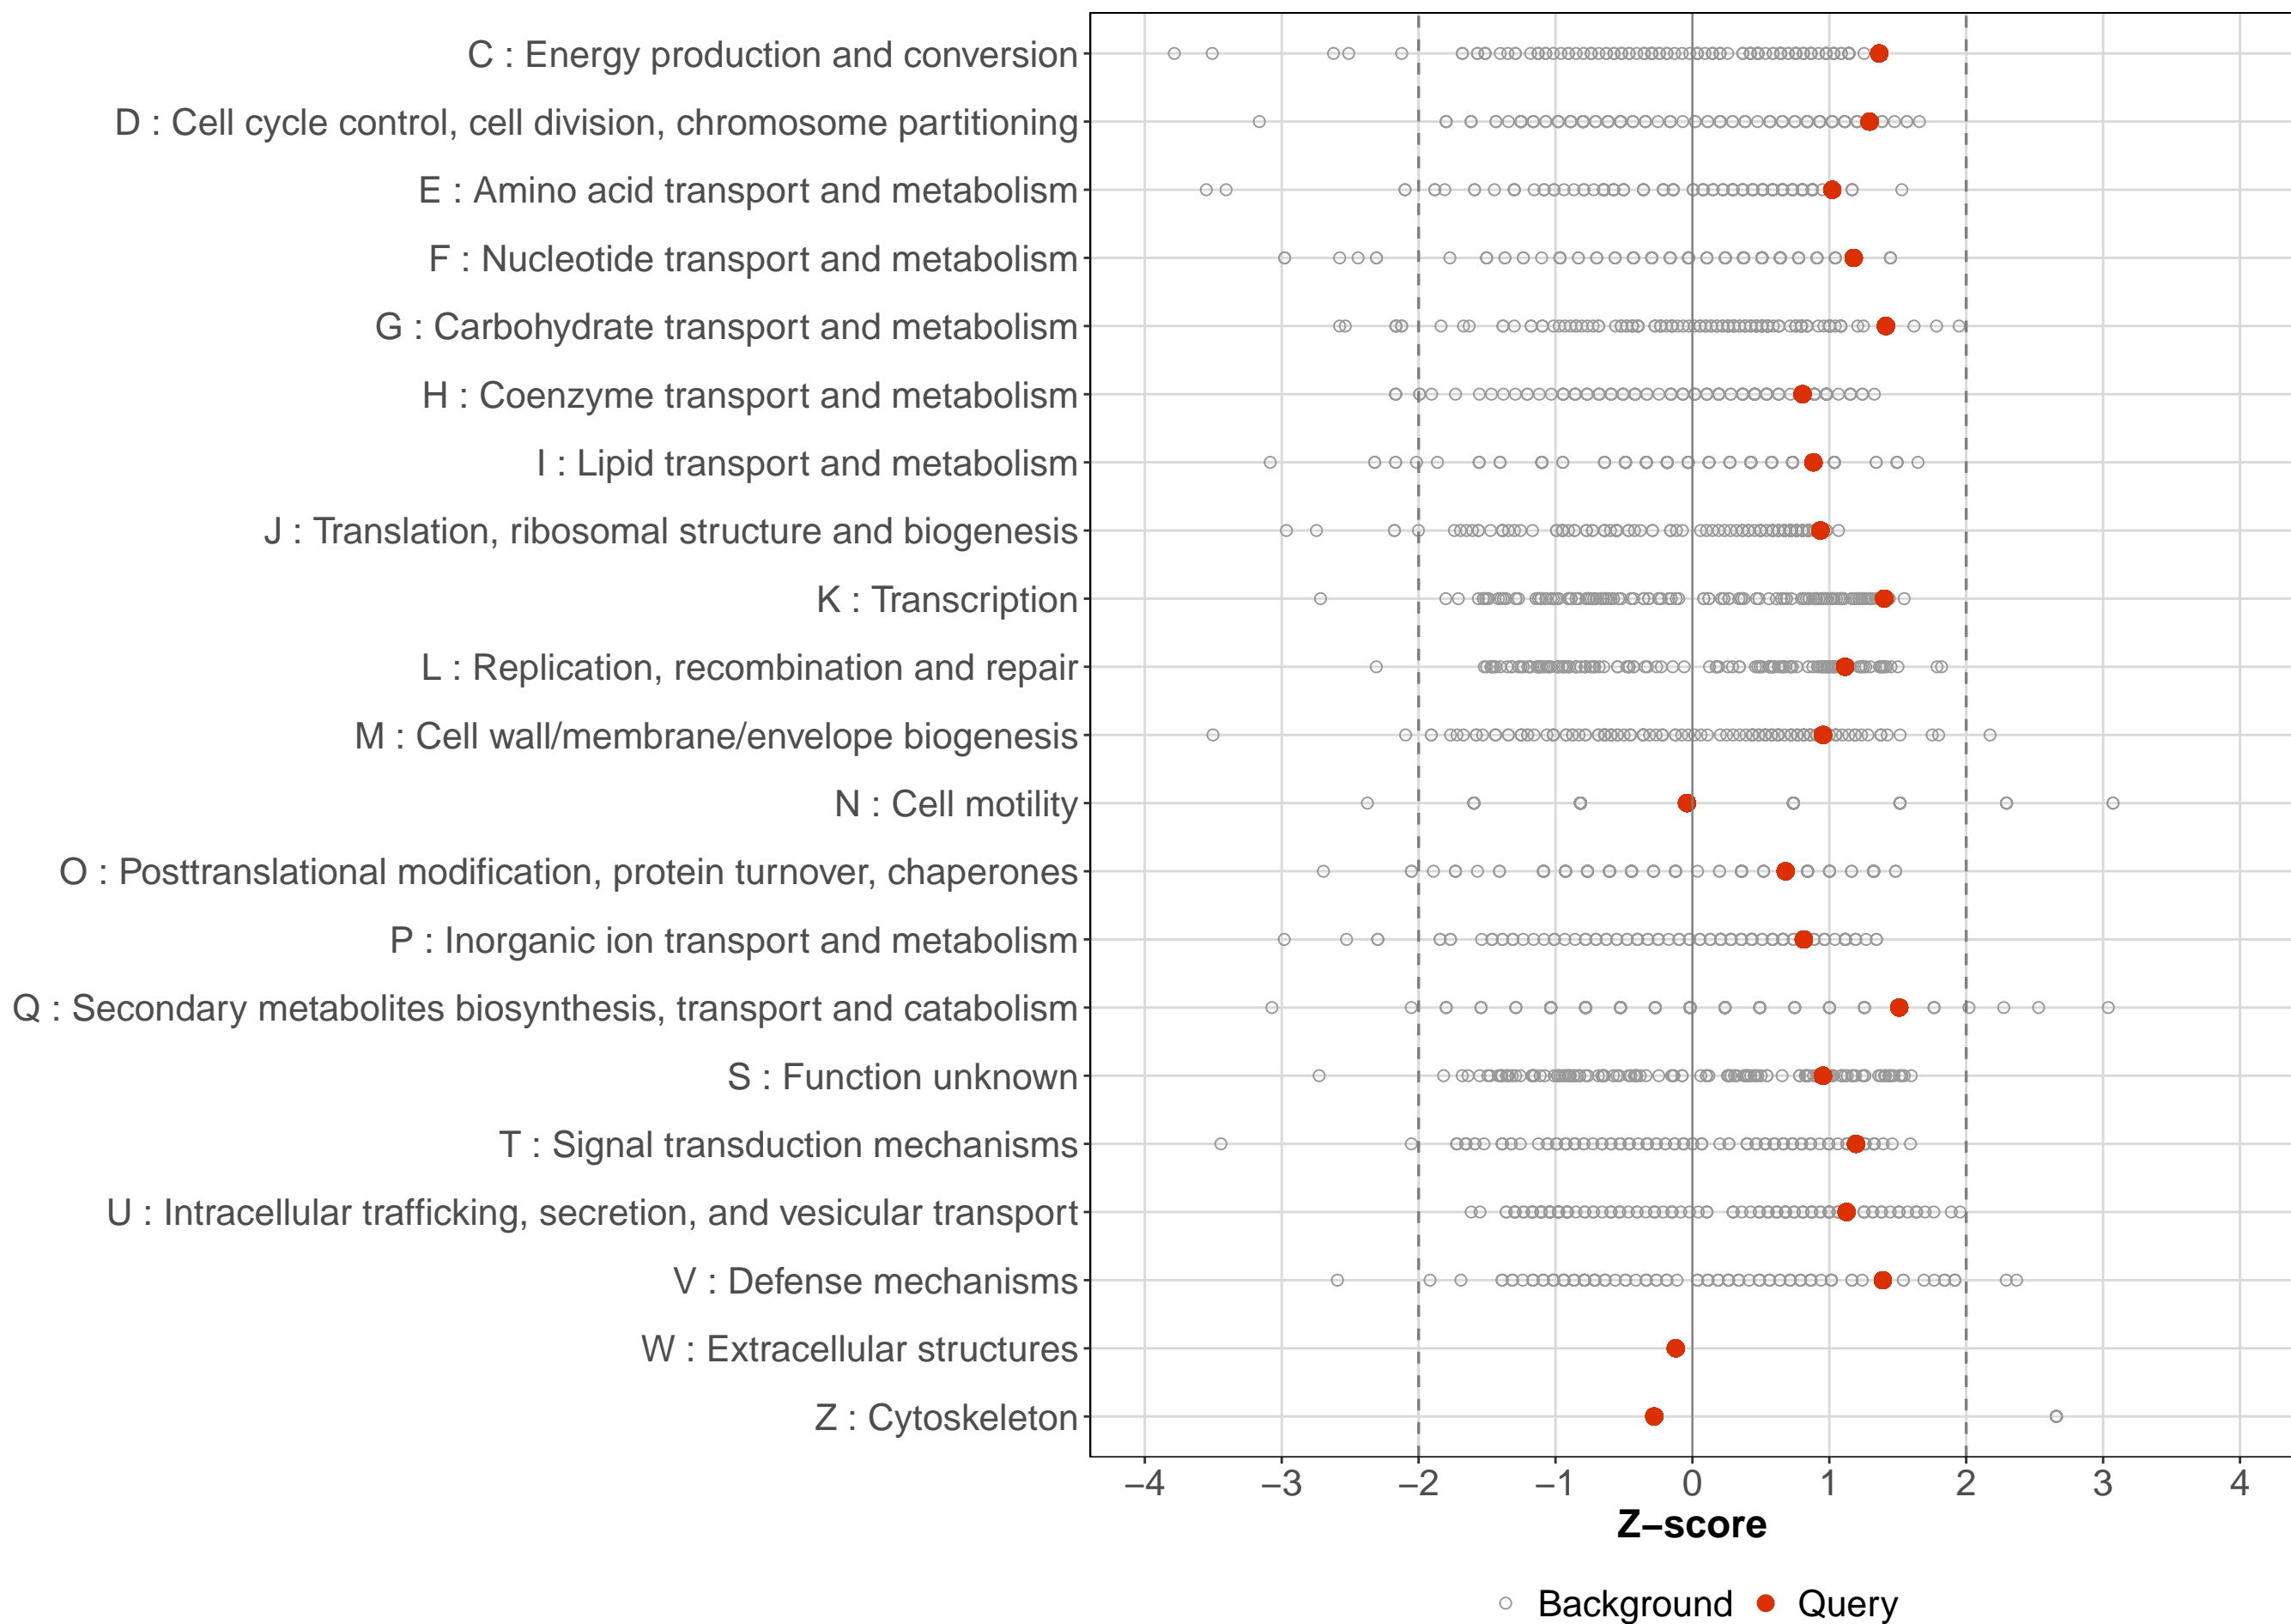 C : Energy production and conversion
D : Cell cycle control, cell division, chromosome partitioning
E : Amino acid transport and metabolism
F : Nucleotide transport and metabolism
G : Carbohydrate transport and metabolism
H : Coenzyme transport and metabolism
I : Lipid transport and metabolism
J : Translation, ribosomal structure and biogenesis
K : Transcription
L : Replication, recombination and repair
M : Cell wall/membrane/envelope biogenesis
N : Cell motility
O : Posttranslational modification, protein turnover, chaperones
P : Inorganic ion transport and metabolism
Q : Secondary metabolites biosynthesis, transport and catabolism
S : Function unknown
T : Signal transduction mechanisms
U : Intracellular trafficking, secretion, and vesicular transport
V : Defense mechanisms
W : Extracellular structures
Z : Cytoskeleton
−4 −3 −2 −1 0 1 2 3 4
Z−score
Background Query